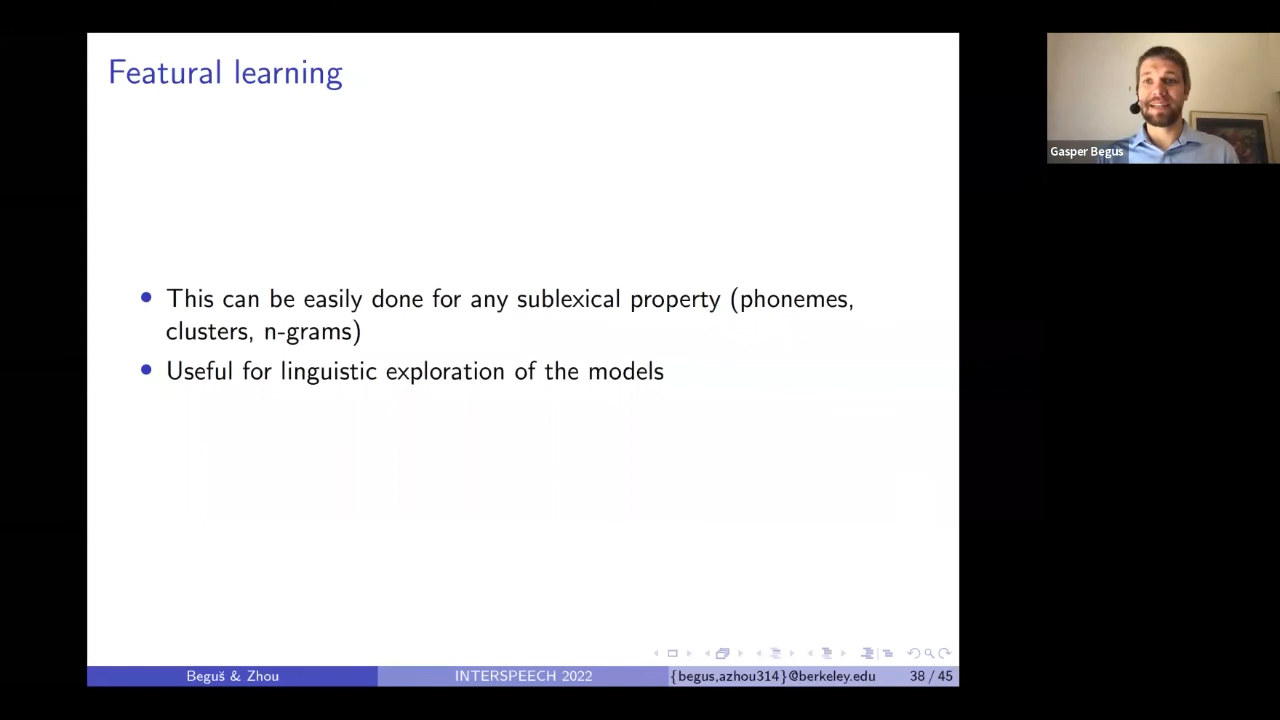 Featural learning
Gasper Begus
• This can be easily done for any sublexical property (phonemes,
clusters, n-grams)
• Useful for linguistic exploration of the models
Beguš & Zhou
INTERSPEECH 2022
{begus,azhou314}@berkeley.edu
38 / 45